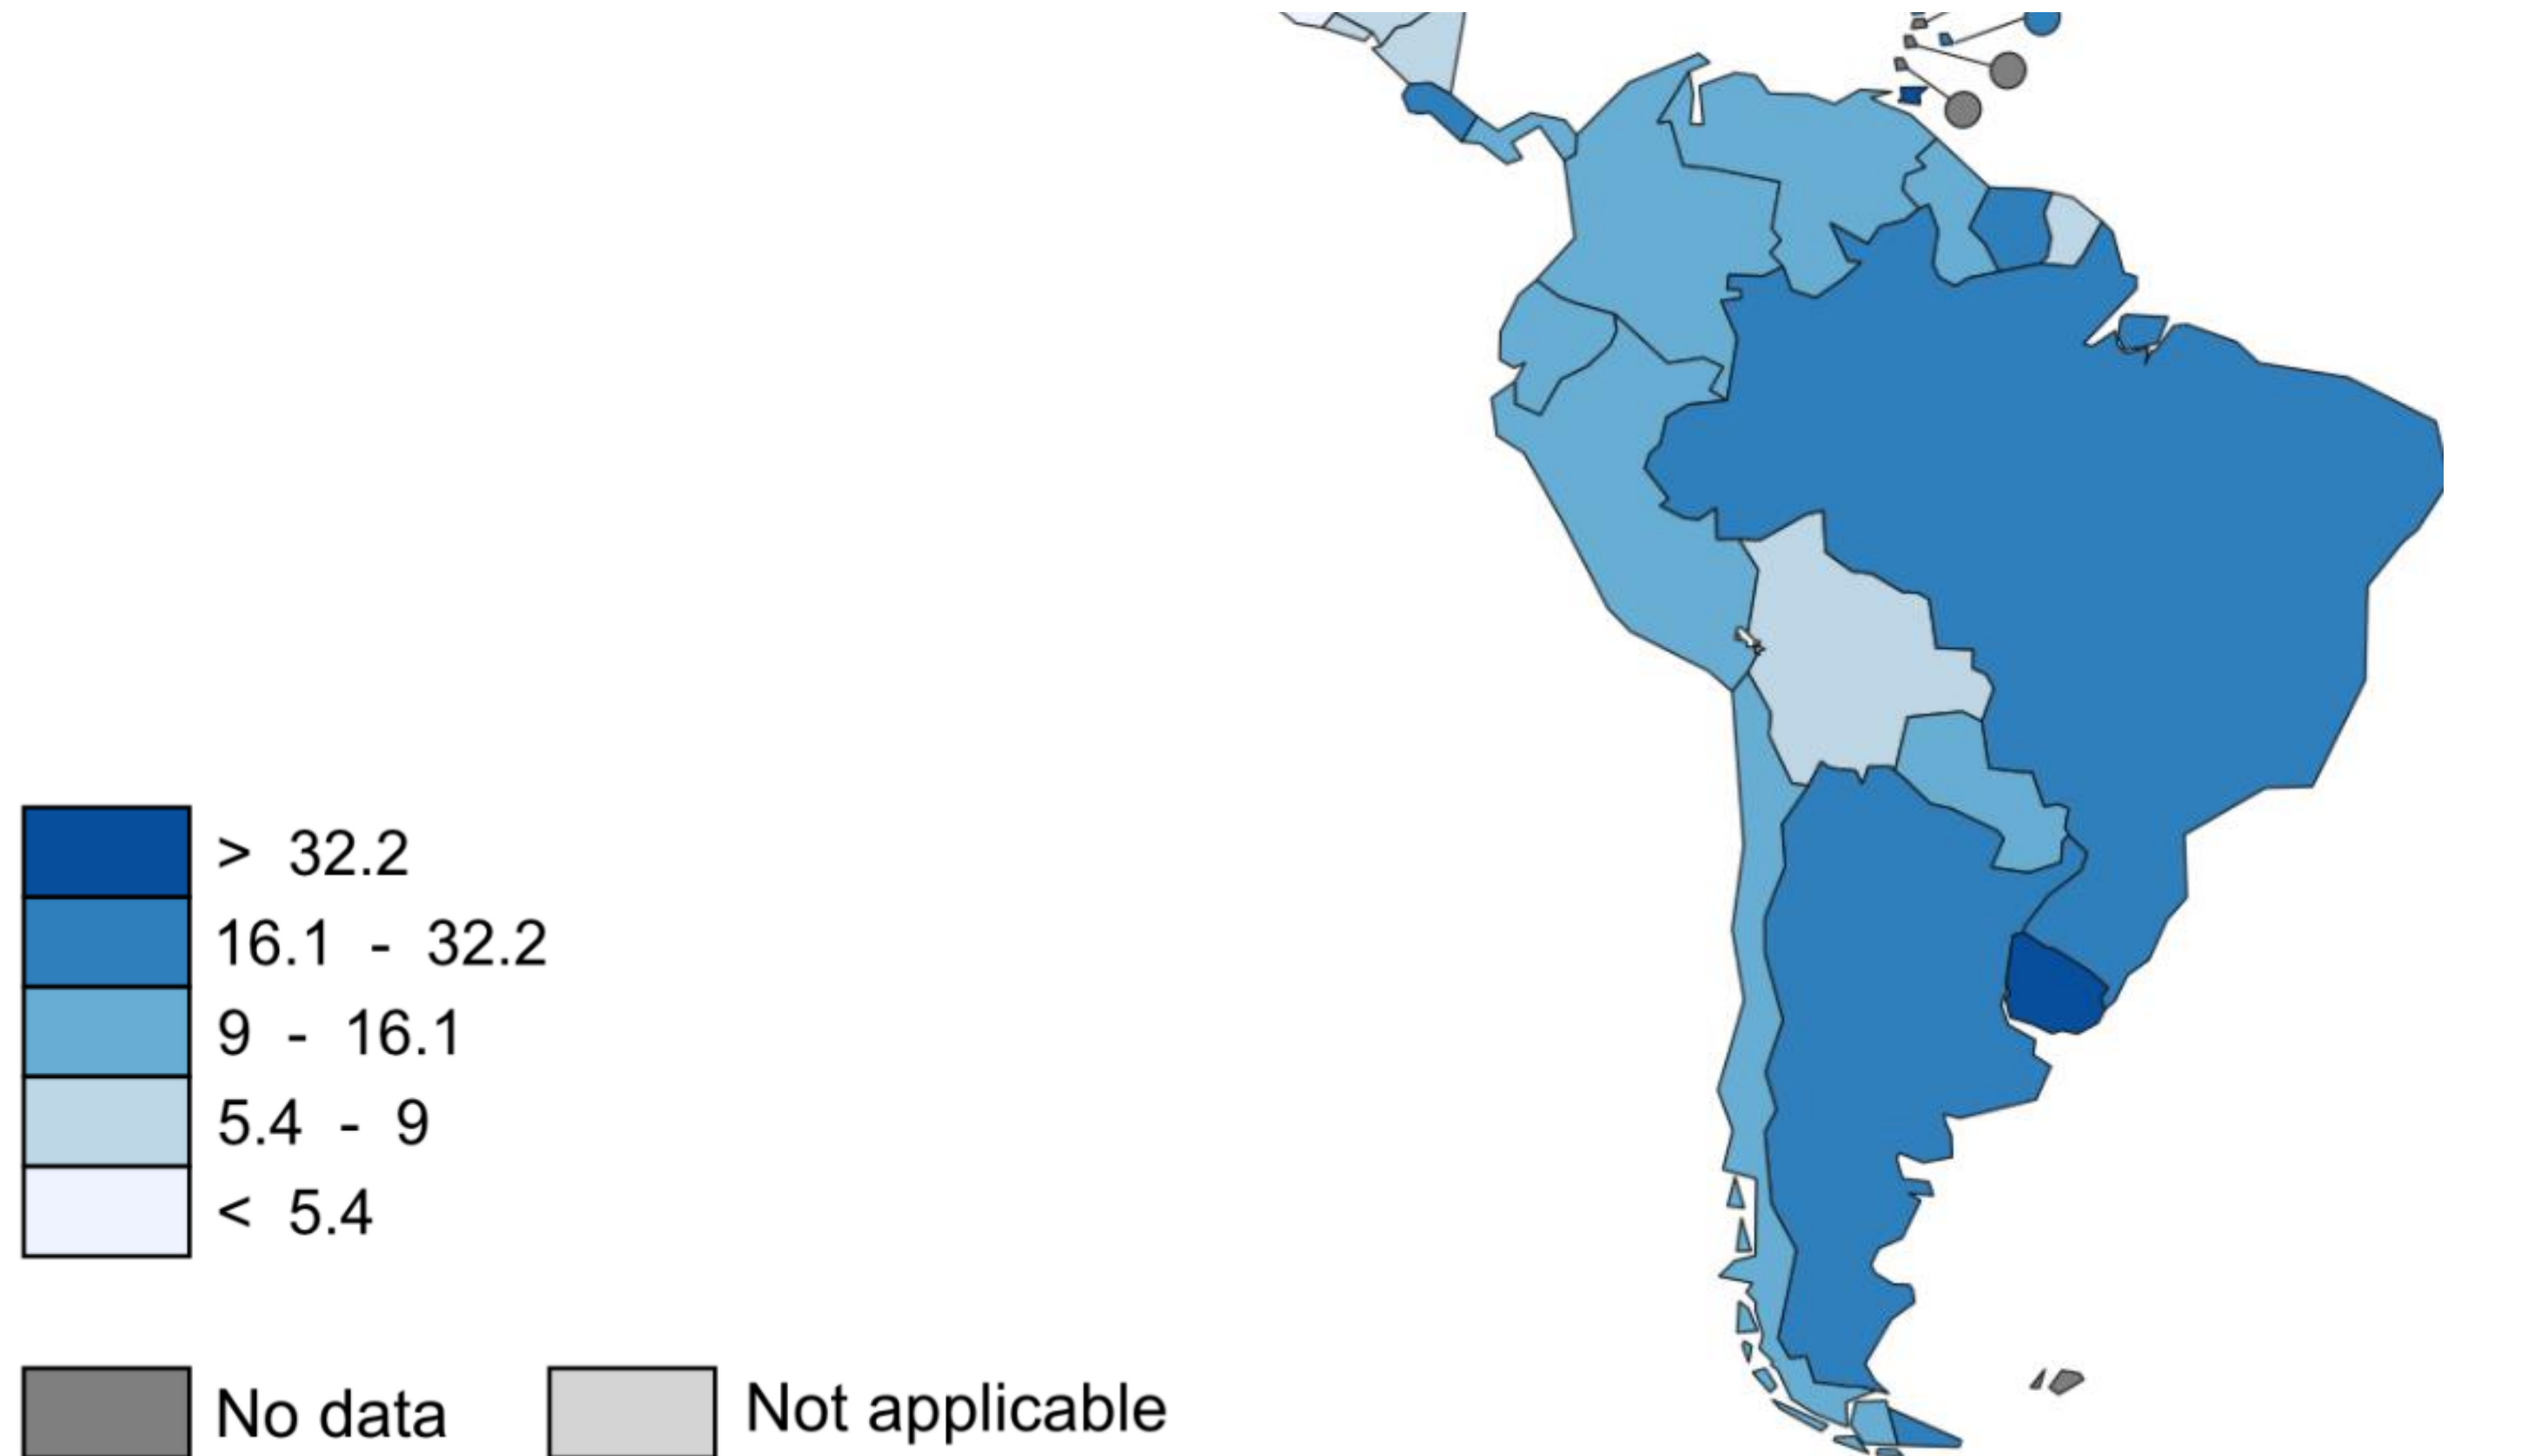 > 32.2
16.1 - 32.2
9 - 16.1
5.4 - 9
< 5.4
No data
Not applicable